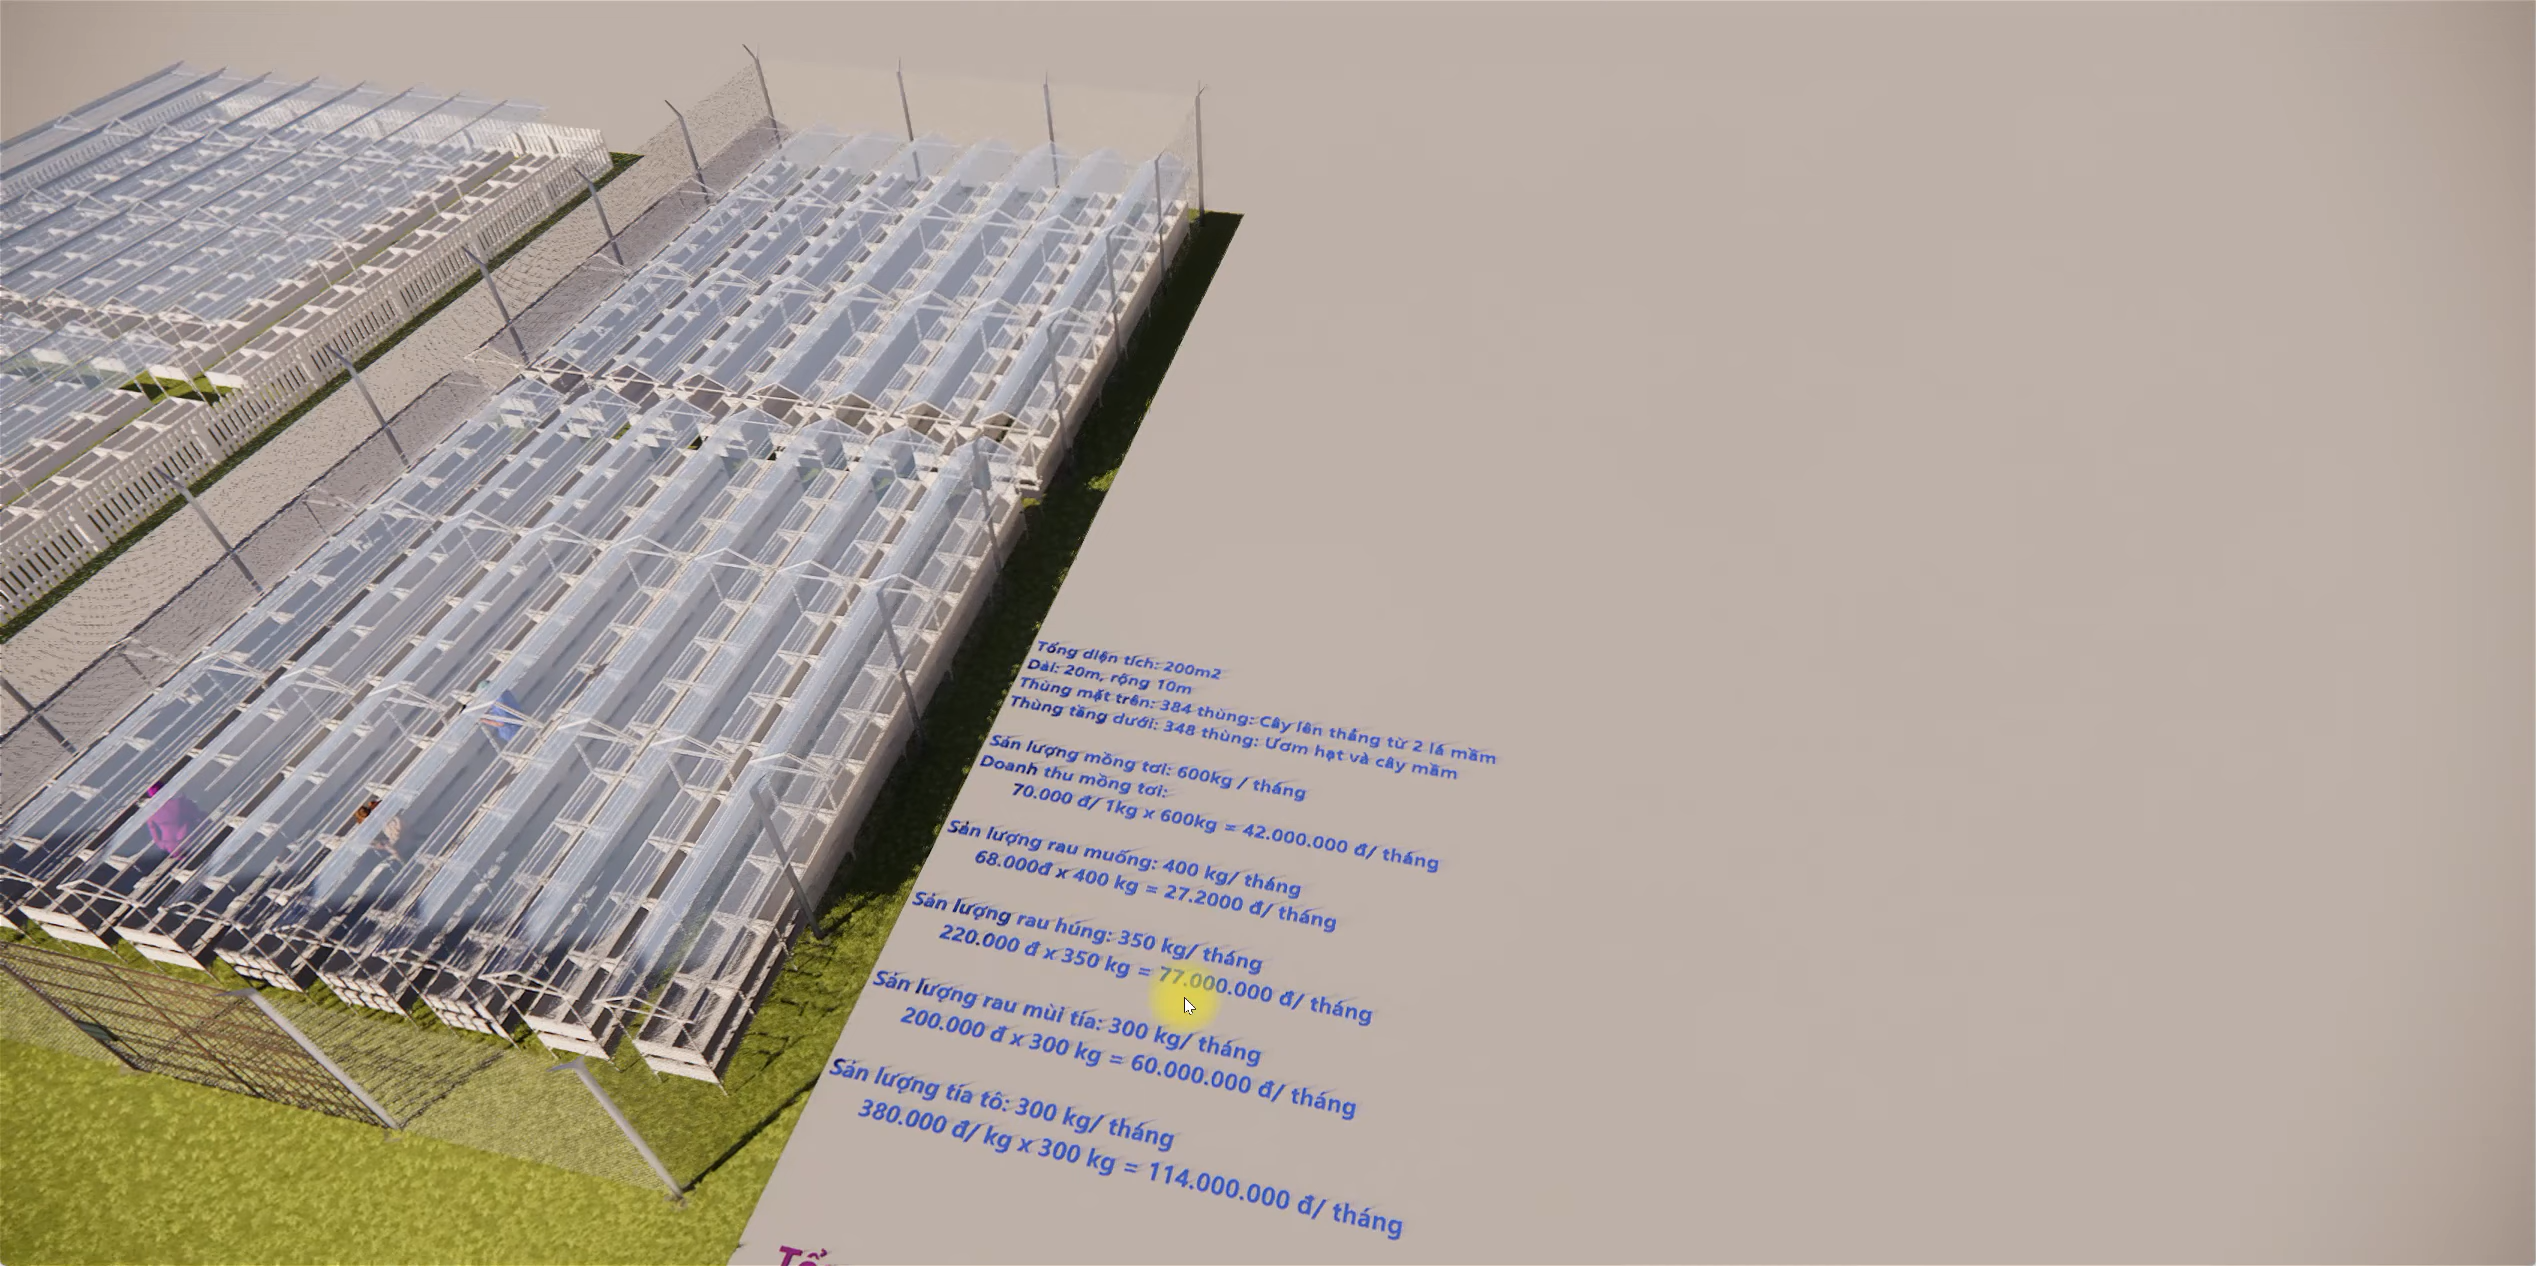 Tổng diện tích: 200m2
Dài: 20m, rộng 10m
Thùng mặt trên: 384 thùng: Cây lên thẳng từ 2 lá mầm
Thùng tầng dưới: 348 thùng: Ươm hạt và cây mầm
Sản lượng mồng tơi: 600kg / tháng
Doanh thu mồng tơi:
70.000 đ/ 1kg x 600kg = 42.000.000 đ/ tháng
Sản lượng rau muống: 400 kg/ tháng
68.000đ x 400 kg = 27.2000 đ/ tháng
Sản lượng rau húng: 350 kg/ tháng
220.000 đ x 350 kg = 77.000.000 đ/ tháng
Sản lượng rau mùi tía: 300 kg/ tháng
200.000 đ x 300 kg = 60.000.000 đ/ tháng
Sản lượng tía tô: 300 kg/ tháng
380.000 đ/ kg x 300 kg = 114.000.000 đ/ tháng